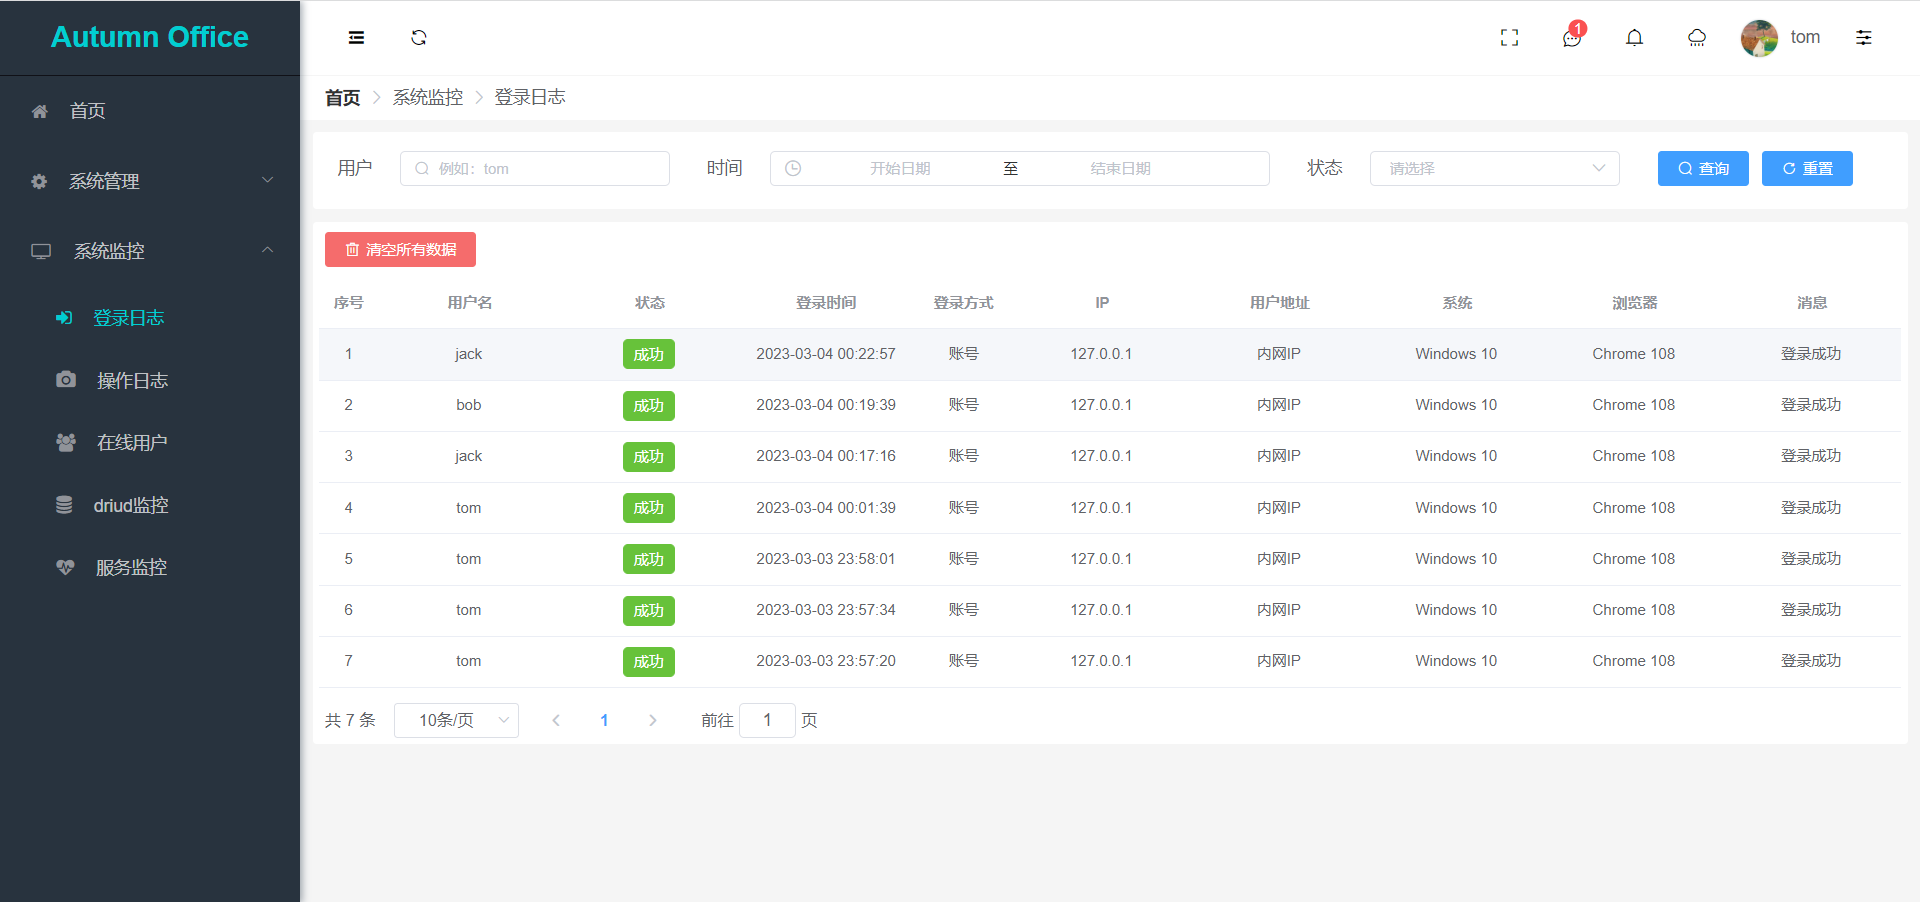 Autumn Office
首页
系统管理
系统监控
登录日志
操作日志
在线用户
driud监控
服务监控
1
tom
首页 系统监控 登录日志
用户 例如：tom 时间 开始日期 至 结束日期 状态 请选择 查询 重置
清空所有数据
序号 用户名 状态 登录时间 登录方式 IP 用户地址 系统 浏览器 消息
1 jack 成功 2023-03-04 00:22:57 账号 127.0.0.1 内网IP Windows 10 Chrome 108 登录成功
2 bob 成功 2023-03-04 00:19:39 账号 127.0.0.1 内网IP Windows 10 Chrome 108 登录成功
3 jack 成功 2023-03-04 00:17:16 账号 127.0.0.1 内网IP Windows 10 Chrome 108 登录成功
4 tom 成功 2023-03-04 00:01:39 账号 127.0.0.1 内网IP Windows 10 Chrome 108 登录成功
5 tom 成功 2023-03-03 23:58:01 账号 127.0.0.1 内网IP Windows 10 Chrome 108 登录成功
6 tom 成功 2023-03-03 23:57:34 账号 127.0.0.1 内网IP Windows 10 Chrome 108 登录成功
7 tom 成功 2023-03-03 23:57:20 账号 127.0.0.1 内网IP Windows 10 Chrome 108 登录成功
共 7 条 10条/页 1 前往 1 页